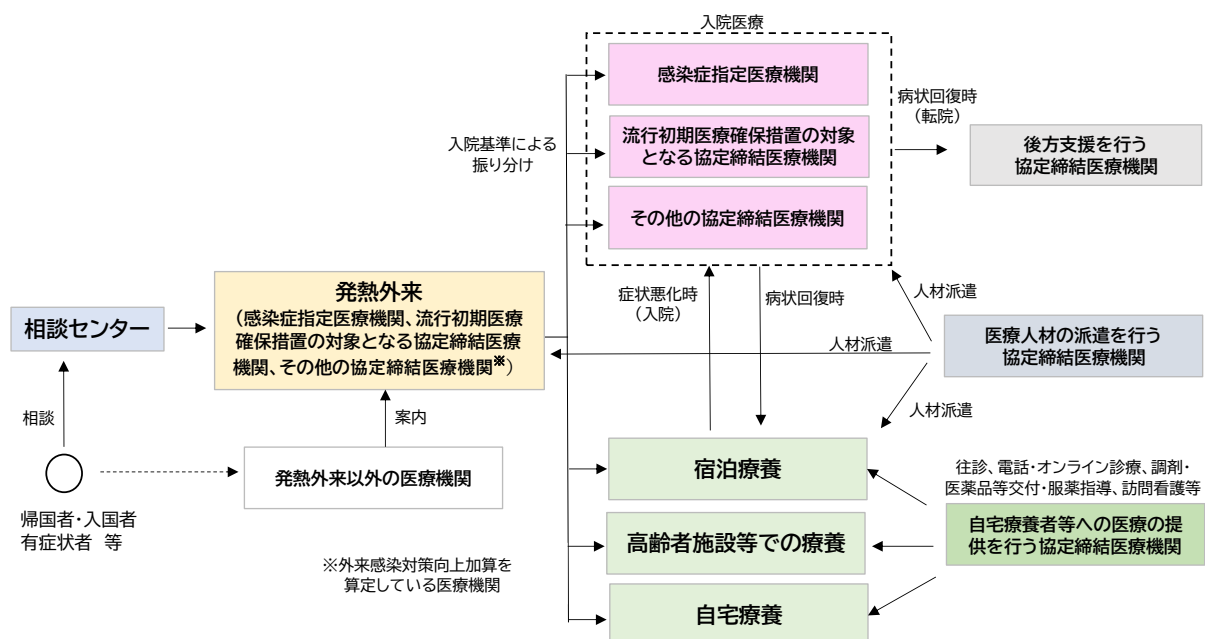 入院医療
感染症指定医療機関
流行初期医療確保措置の対象
となる協定締結医療機関
その他の協定締結医療機関
病状回復時
（転院）
後方支援を行う
協定締結医療機関
入院基準による
振り分け
相談センター
発熱外来
（感染症指定医療機関、流行初期医療
確保措置の対象となる協定締結医療
機関、その他の協定締結医療機関※）
症状悪化時
（入院）
病状回復時
人材派遣
人材派遣
医療人材の派遣を行う
協定締結医療機関
人材派遣
相談
案内
発熱外来以外の医療機関
帰国者・入国者
有症状者 等
※外来感染対策向上加算を
算定している医療機関
宿泊療養
高齢者施設等での療養
自宅療養
往診、電話・オンライン診療、調剤・
医薬品等交付・服薬指導、訪問看護等
自宅療養者等への医療の提
供を行う協定締結医療機関